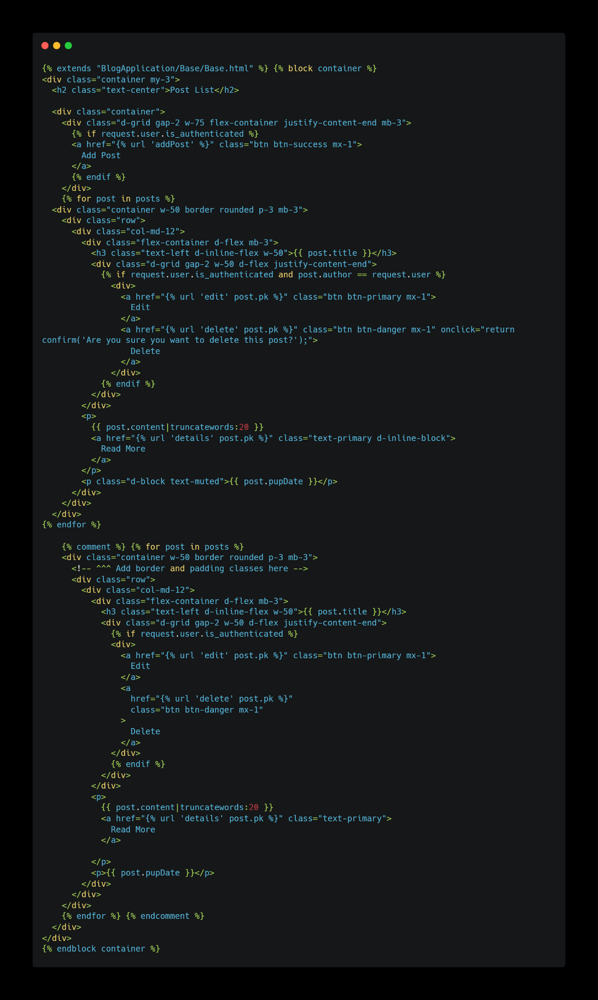 {% extends "BlogApplication/Base/Base.html" %} {% block container %}
<div class="container my-3">
  <h2 class="text-center">Post List</h2>

  <div class="container">
    <div class="d-grid gap-2 w-75 flex-container justify-content-end mb-3">
      {% if request.user.is_authenticated %}
      <a href="{% url 'addPost' %}" class="btn btn-success mx-1">
        Add Post
      </a>
      {% endif %}
    </div>
    {% for post in posts %}
  <div class="container w-50 border rounded p-3 mb-3">
    <div class="row">
      <div class="col-md-12">
        <div class="flex-container d-flex mb-3">
          <h3 class="text-left d-inline-flex w-50">{{ post.title }}</h3>
          <div class="d-grid gap-2 w-50 d-flex justify-content-end">
            {% if request.user.is_authenticated and post.author == request.user %}
              <div>
                <a href="{% url 'edit' post.pk %}" class="btn btn-primary mx-1">
                  Edit
                </a>
                <a href="{% url 'delete' post.pk %}" class="btn btn-danger mx-1" onclick="return
confirm('Are you sure you want to delete this post?');">
                  Delete
                </a>
              </div>
            {% endif %}
          </div>
        </div>
        <p>
          {{ post.content|truncatewords:20 }}
          <a href="{% url 'details' post.pk %}" class="text-primary d-inline-block">
            Read More
          </a>
        </p>
        <p class="d-block text-muted">{{ post.pupDate }}</p>
      </div>
    </div>
  </div>
{% endfor %}

    {% comment %} {% for post in posts %}
    <div class="container w-50 border rounded p-3 mb-3">
      <!-- ^^^ Add border and padding classes here -->
      <div class="row">
        <div class="col-md-12">
          <div class="flex-container d-flex mb-3">
            <h3 class="text-left d-inline-flex w-50">{{ post.title }}</h3>
            <div class="d-grid gap-2 w-50 d-flex justify-content-end">
              {% if request.user.is_authenticated %}
              <div>
                <a href="{% url 'edit' post.pk %}" class="btn btn-primary mx-1">
                  Edit
                </a>
                <a
                  href="{% url 'delete' post.pk %}"
                  class="btn btn-danger mx-1"
                >
                  Delete
                </a>
              </div>
              {% endif %}
            </div>
          </div>
          <p>
            {{ post.content|truncatewords:20 }}
            <a href="{% url 'details' post.pk %}" class="text-primary">
              Read More
            </a>

          </p>
          <p>{{ post.pupDate }}</p>
        </div>
      </div>
    </div>
    {% endfor %} {% endcomment %}
  </div>
</div>
{% endblock container %}